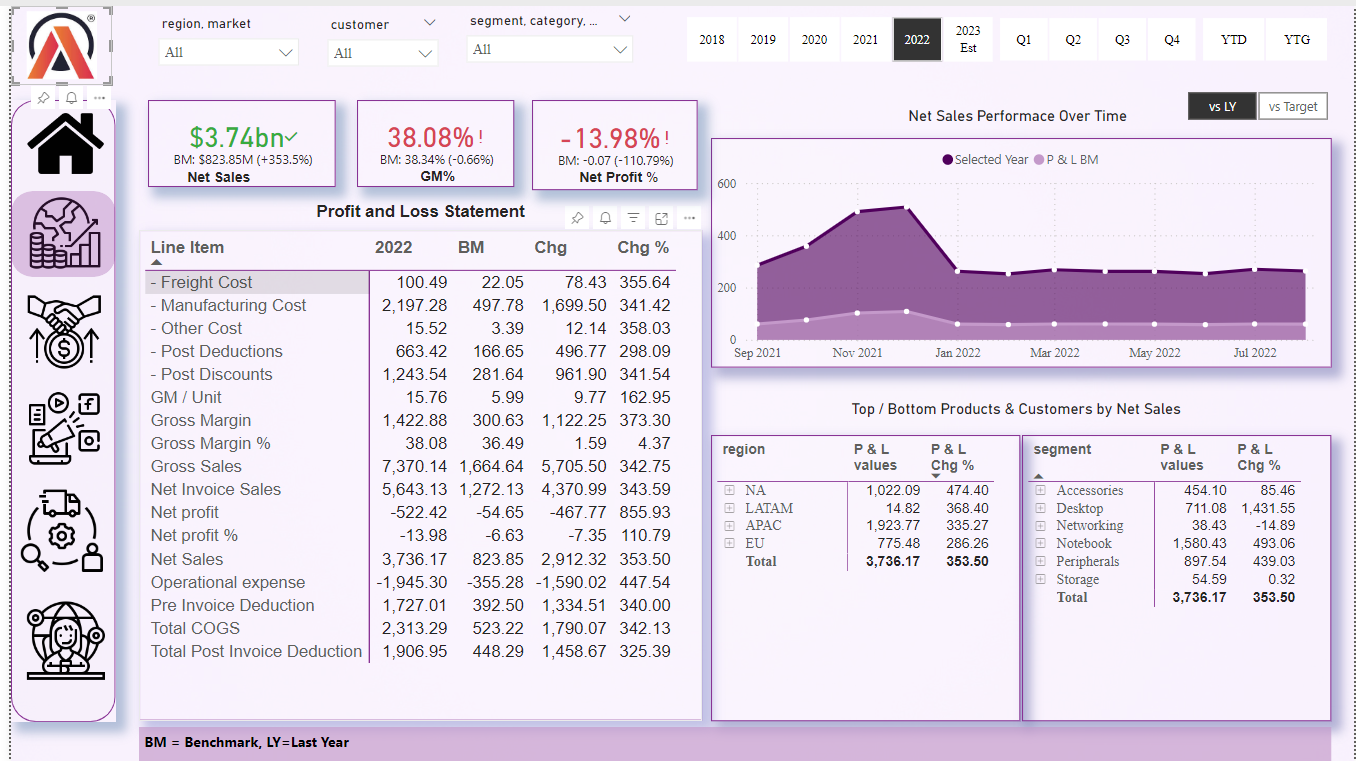 ®
region, market
All
customer
All
segment, category, ...
All
2018 2019 2020 2021 2022 2023 Est Q1 Q2 Q3 Q4 YTD YTG
$3.74bn
BM: $823.85M (+353.5%)
Net Sales
38.08% !
BM: 38.34% (-0.66%)
GM%
-13.98% !
BM: -0.07 (-110.79%)
Net Profit %
Net Sales Performace Over Time
vs LY vs Target
Selected Year P & L BM
600
400
200
0
Sep 2021 Nov 2021 Jan 2022 Mar 2022 May 2022 Jul 2022
Profit and Loss Statement
Line Item 2022 BM Chg Chg %
- Freight Cost 100.49 22.05 78.43 355.64
- Manufacturing Cost 2,197.28 497.78 1,699.50 341.42
- Other Cost 15.52 3.39 12.14 358.03
- Post Deductions 663.42 166.65 496.77 298.09
- Post Discounts 1,243.54 281.64 961.90 341.54
GM / Unit 15.76 5.99 9.77 162.95
Gross Margin 1,422.88 300.63 1,122.25 373.30
Gross Margin % 38.08 36.49 1.59 4.37
Gross Sales 7,370.14 1,664.64 5,705.50 342.75
Net Invoice Sales 5,643.13 1,272.13 4,370.99 343.59
Net profit -522.42 -54.65 -467.77 855.93
Net profit % -13.98 -6.63 -7.35 110.79
Net Sales 3,736.17 823.85 2,912.32 353.50
Operational expense -1,945.30 -355.28 -1,590.02 447.54
Pre Invoice Deduction 1,727.01 392.50 1,334.51 340.00
Total COGS 2,313.29 523.22 1,790.07 342.13
Total Post Invoice Deduction 1,906.95 448.29 1,458.67 325.39
Top / Bottom Products & Customers by Net Sales
region P & L values P & L Chg %
NA 1,022.09 474.40
LATAM 14.82 368.40
APAC 1,923.77 335.27
EU 775.48 286.26
Total 3,736.17 353.50
segment P & L values P & L Chg %
Accessories 454.10 85.46
Desktop 711.08 1,431.55
Networking 38.43 -14.89
Notebook 1,580.43 493.06
Peripherals 897.54 439.03
Storage 54.59 0.32
Total 3,736.17 353.50
BM = Benchmark, LY=Last Year